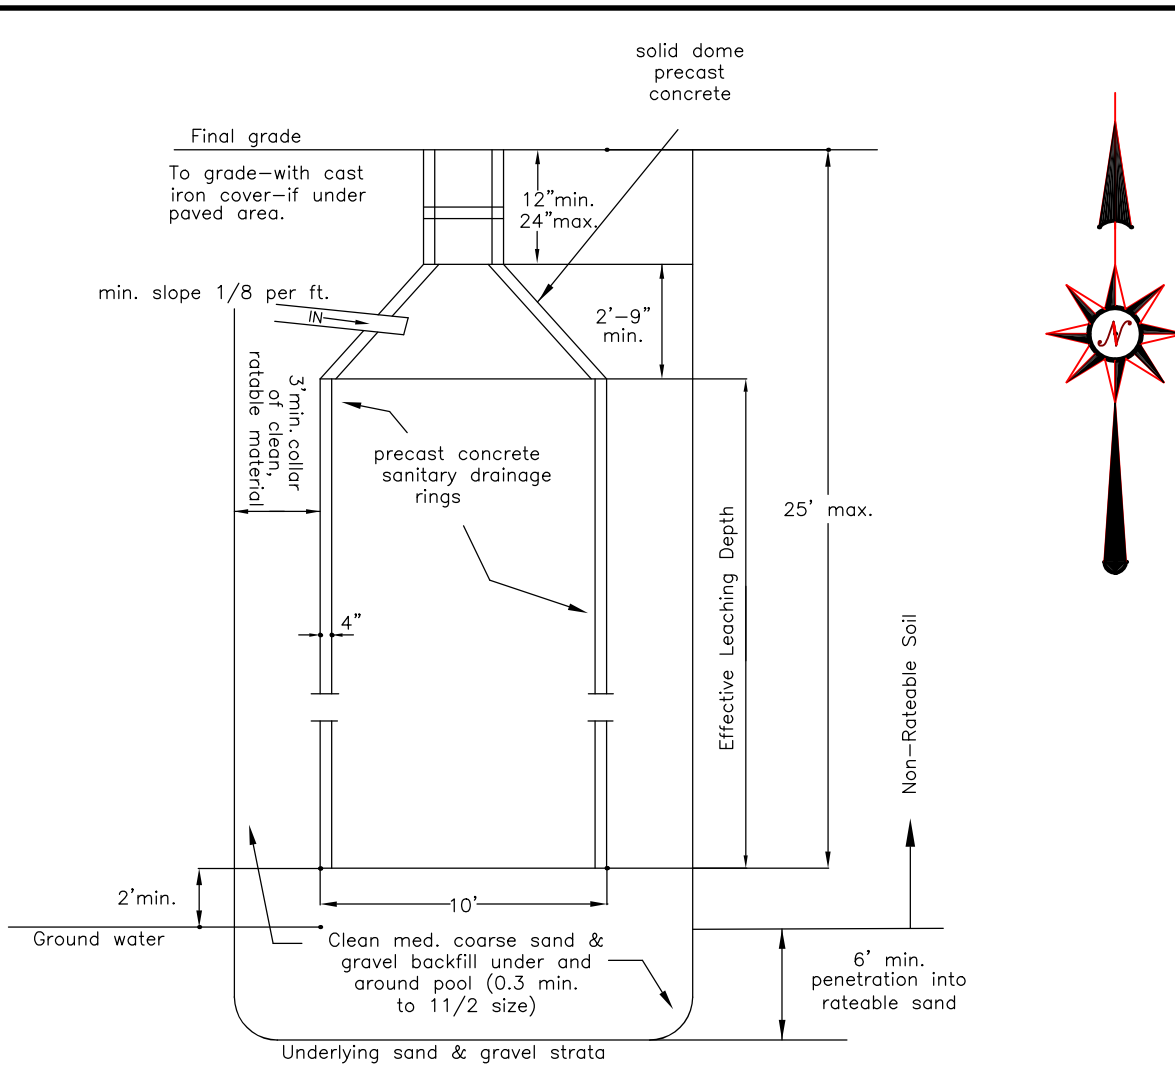 solid dome
precast
concrete
Final grade
To grade-with cast
iron cover-if under
paved area.
12"min.
24"max.
min. slope 1/8 per ft.
IN
2'-9"
min.
3'min. collar
of clean,
ratable material
precast concrete
sanitary drainage
rings
25' max.
Effective Leaching Depth
4"
Non-Rateable Soil
2'min.
10'
Ground water
Clean med. coarse sand &
gravel backfill under and
around pool (0.3 min.
to 11/2 size)
6' min.
penetration into
rateable sand
Underlying sand & gravel strata
N